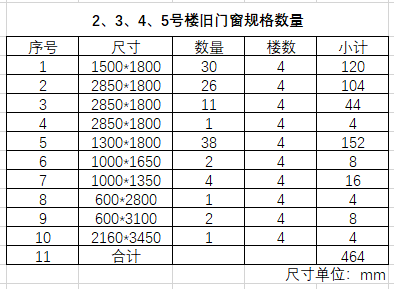 2、3、4、5号楼旧门窗规格数量
序号 尺寸 数量 楼数 小计
1 1500*1800 30 4 120
2 2850*1800 26 4 104
3 2850*1800 11 4 44
4 2850*1800 1 4 4
5 1300*1800 38 4 152
6 1000*1650 2 4 8
7 1000*1350 4 4 16
8 600*2800 1 4 4
9 600*3100 2 4 8
10 2160*3450 1 4 4
11 合计 464
尺寸单位：mm